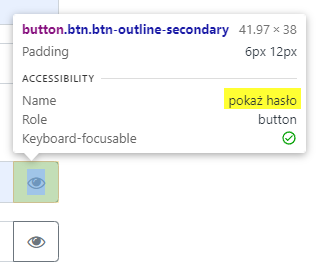 button.btn.btn-outline-secondary 41.97 × 38
Padding 6px 12px
ACCESSIBILITY
Name pokaż hasło
Role button
Keyboard-focusable